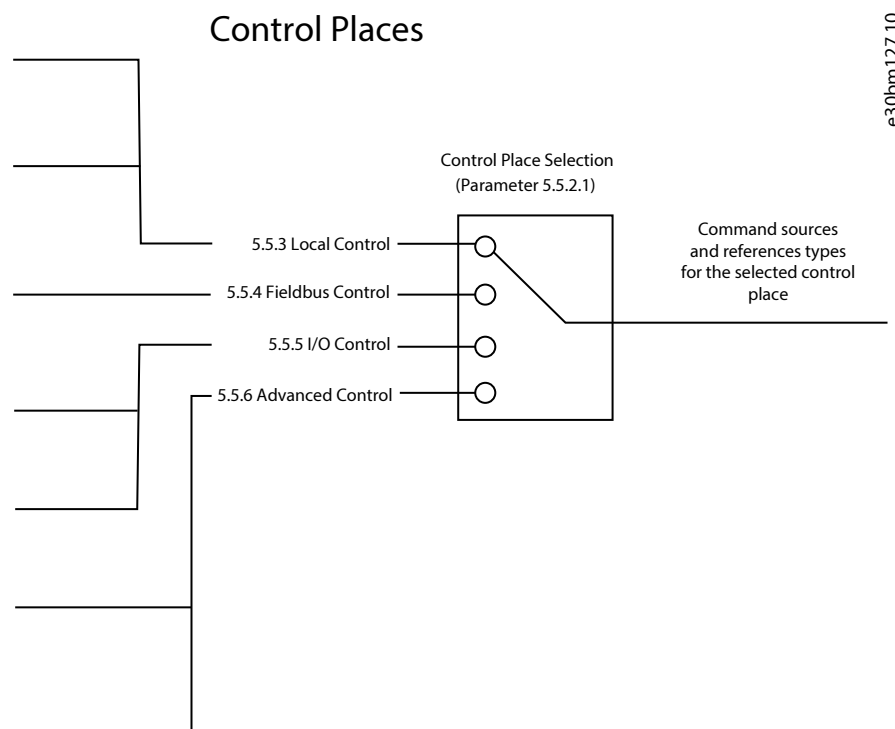 Control Places
e30bm127.10
Control Place Selection
(Parameter 5.5.2.1)
5.5.3 Local Control
5.5.4 Fieldbus Control
5.5.5 I/O Control
5.5.6 Advanced Control
Command sources
and references types
for the selected control
place